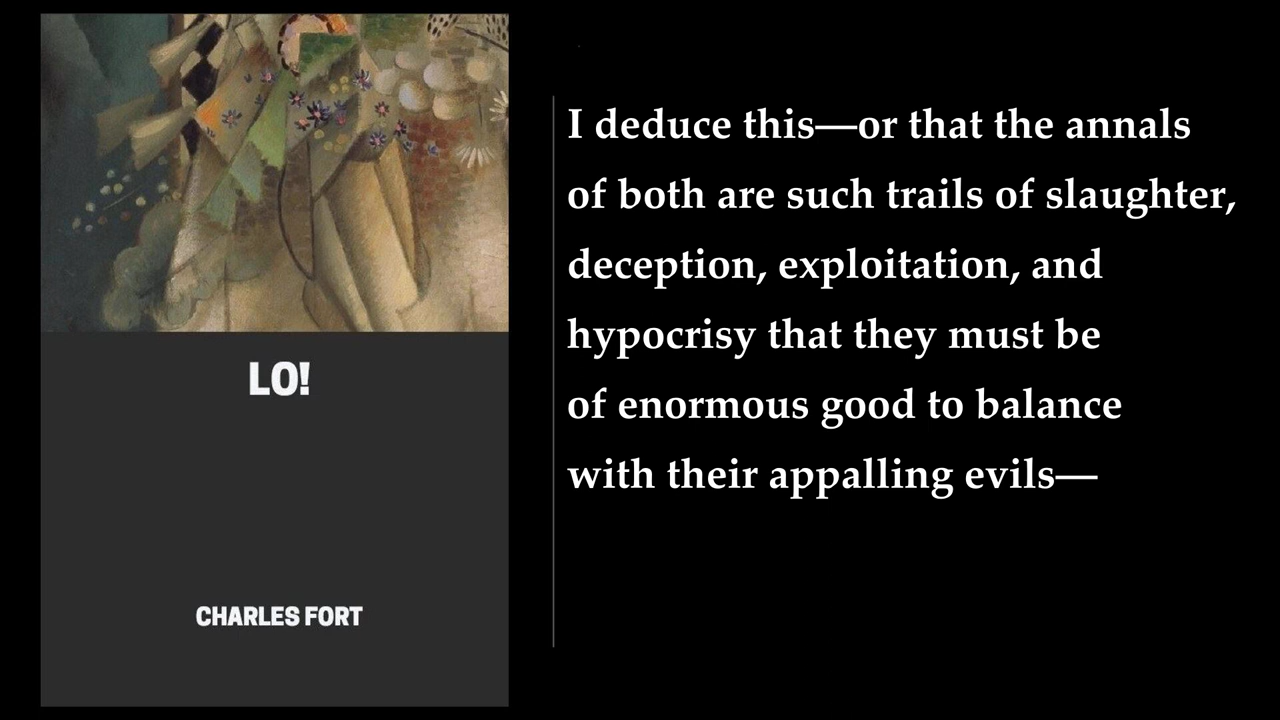 LO!
CHARLES FORT
I deduce this—or that the annals
of both are such trails of slaughter,
deception, exploitation, and
hypocrisy that they must be
of enormous good to balance
with their appalling evils—